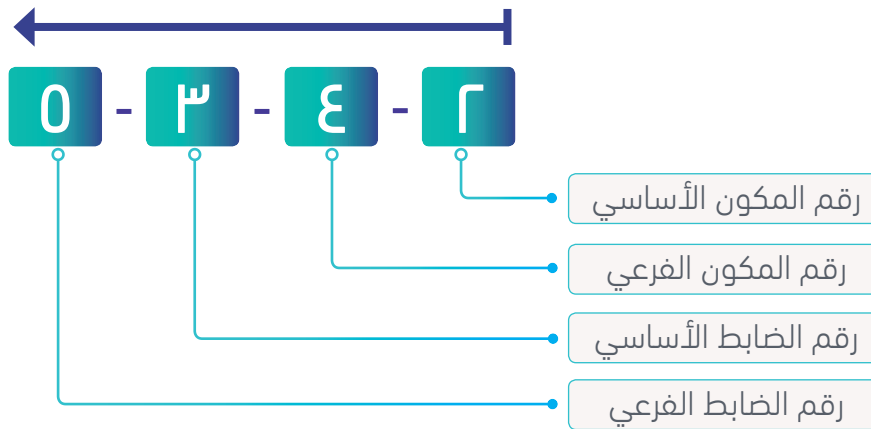 ٢ - ٤ - ٣ - ٥
رقم المكون الأساسي
رقم المكون الفرعي
رقم الضابط الأساسي
رقم الضابط الفرعي